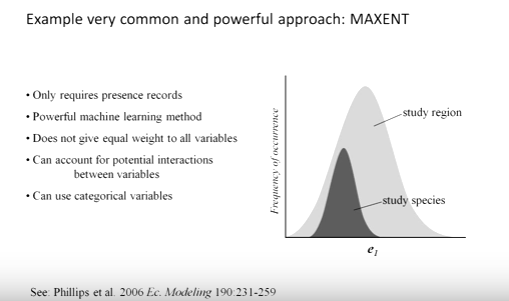 Example very common and powerful approach: MAXENT
• Only requires presence records
• Powerful machine learning method
• Does not give equal weight to all variables
• Can account for potential interactions
between variables
• Can use categorical variables
Frequency of occurrence
study region
study species
e1
See: Phillips et al. 2006 Ec. Modeling 190:231-259